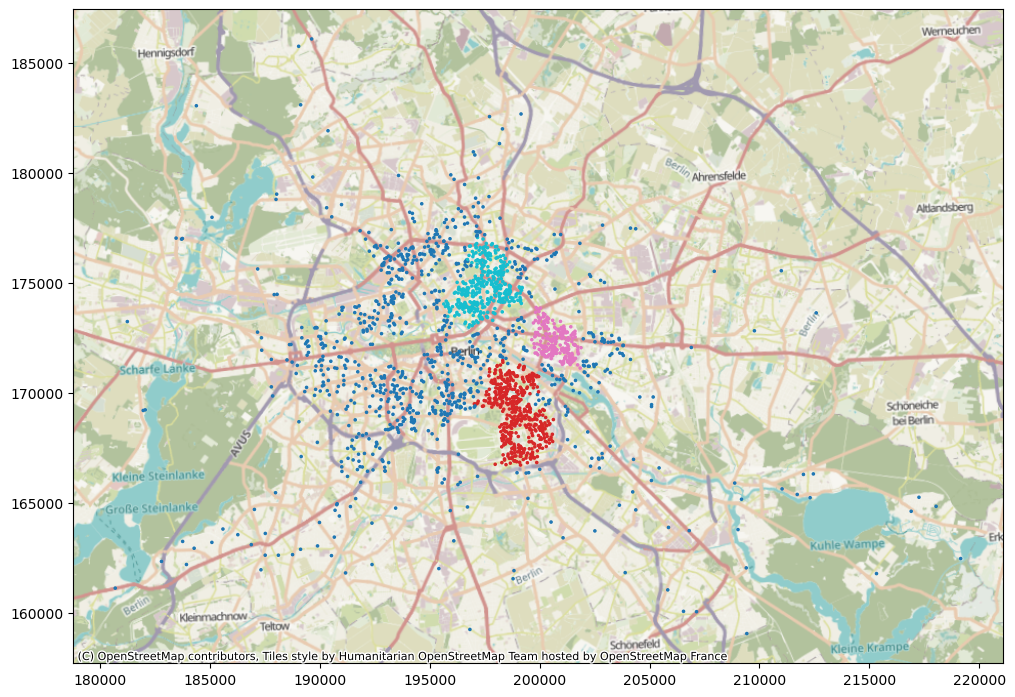 185000
180000
175000
170000
165000
160000
Hennigsdorf
Werneuchen
Berlin
Ahrensfelde
Altlandsberg
Berlin
Berlin
Scharfe Lanke
Schöneiche
bei Berlin
AVUS
Kleine Steinlanke
Große Steinlanke
Kuhle Wampe
Erk
Berlin
Berlin
Kleinmachnow
Teltow
Schönefeld
Kleine Krampe
(C) OpenStreetMap contributors, Tiles style by Humanitarian OpenStreetMap Team hosted by OpenStreetMap France
180000 185000 190000 195000 200000 205000 210000 215000 220000